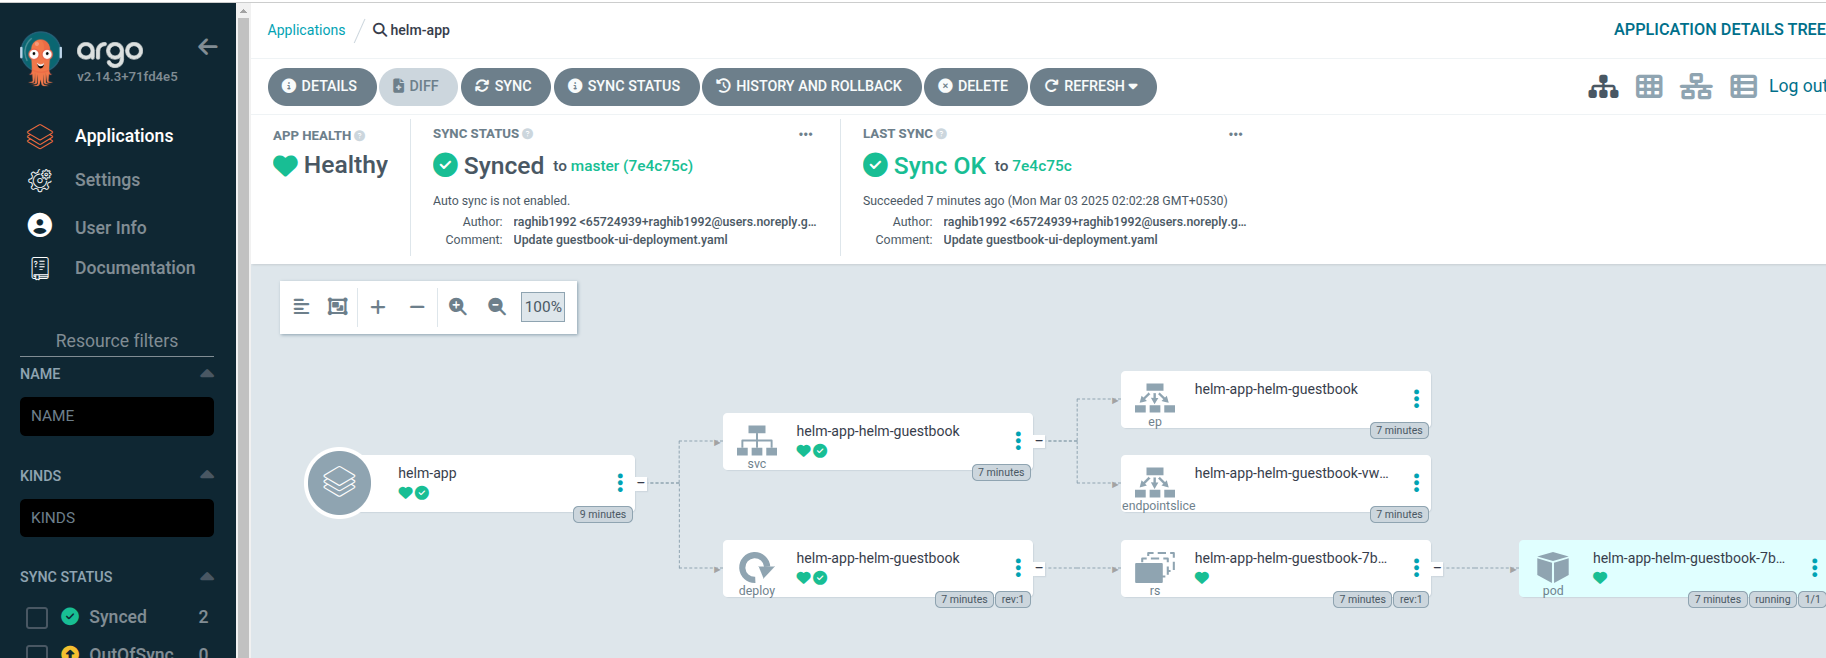 argo
v2.14.3+71fd4e5
Applications
Settings
User Info
Documentation
Resource filters
NAME
NAME
KINDS
KINDS
SYNC STATUS
Synced 2
OutOfSync 0
Applications / helm-app
APPLICATION DETAILS TREE
DETAILS DIFF SYNC SYNC STATUS HISTORY AND ROLLBACK DELETE REFRESH
Log out
APP HEALTH
Healthy
SYNC STATUS
Synced to master (7e4c75c)
Auto sync is not enabled.
Author: raghib1992 <65724939+raghib1992@users.noreply.g...
Comment: Update guestbook-ui-deployment.yaml
LAST SYNC
Sync OK to 7e4c75c
Succeeded 7 minutes ago (Mon Mar 03 2025 02:02:28 GMT+0530)
Author: raghib1992 <65724939+raghib1992@users.noreply.g...
Comment: Update guestbook-ui-deployment.yaml
100%
helm-app
9 minutes
helm-app-helm-guestbook
svc
7 minutes
helm-app-helm-guestbook
deploy
7 minutes rev:1
helm-app-helm-guestbook
ep
7 minutes
helm-app-helm-guestbook-vw...
endpointslice
7 minutes
helm-app-helm-guestbook-7b...
rs
7 minutes rev:1
helm-app-helm-guestbook-7b...
pod
7 minutes running 1/1